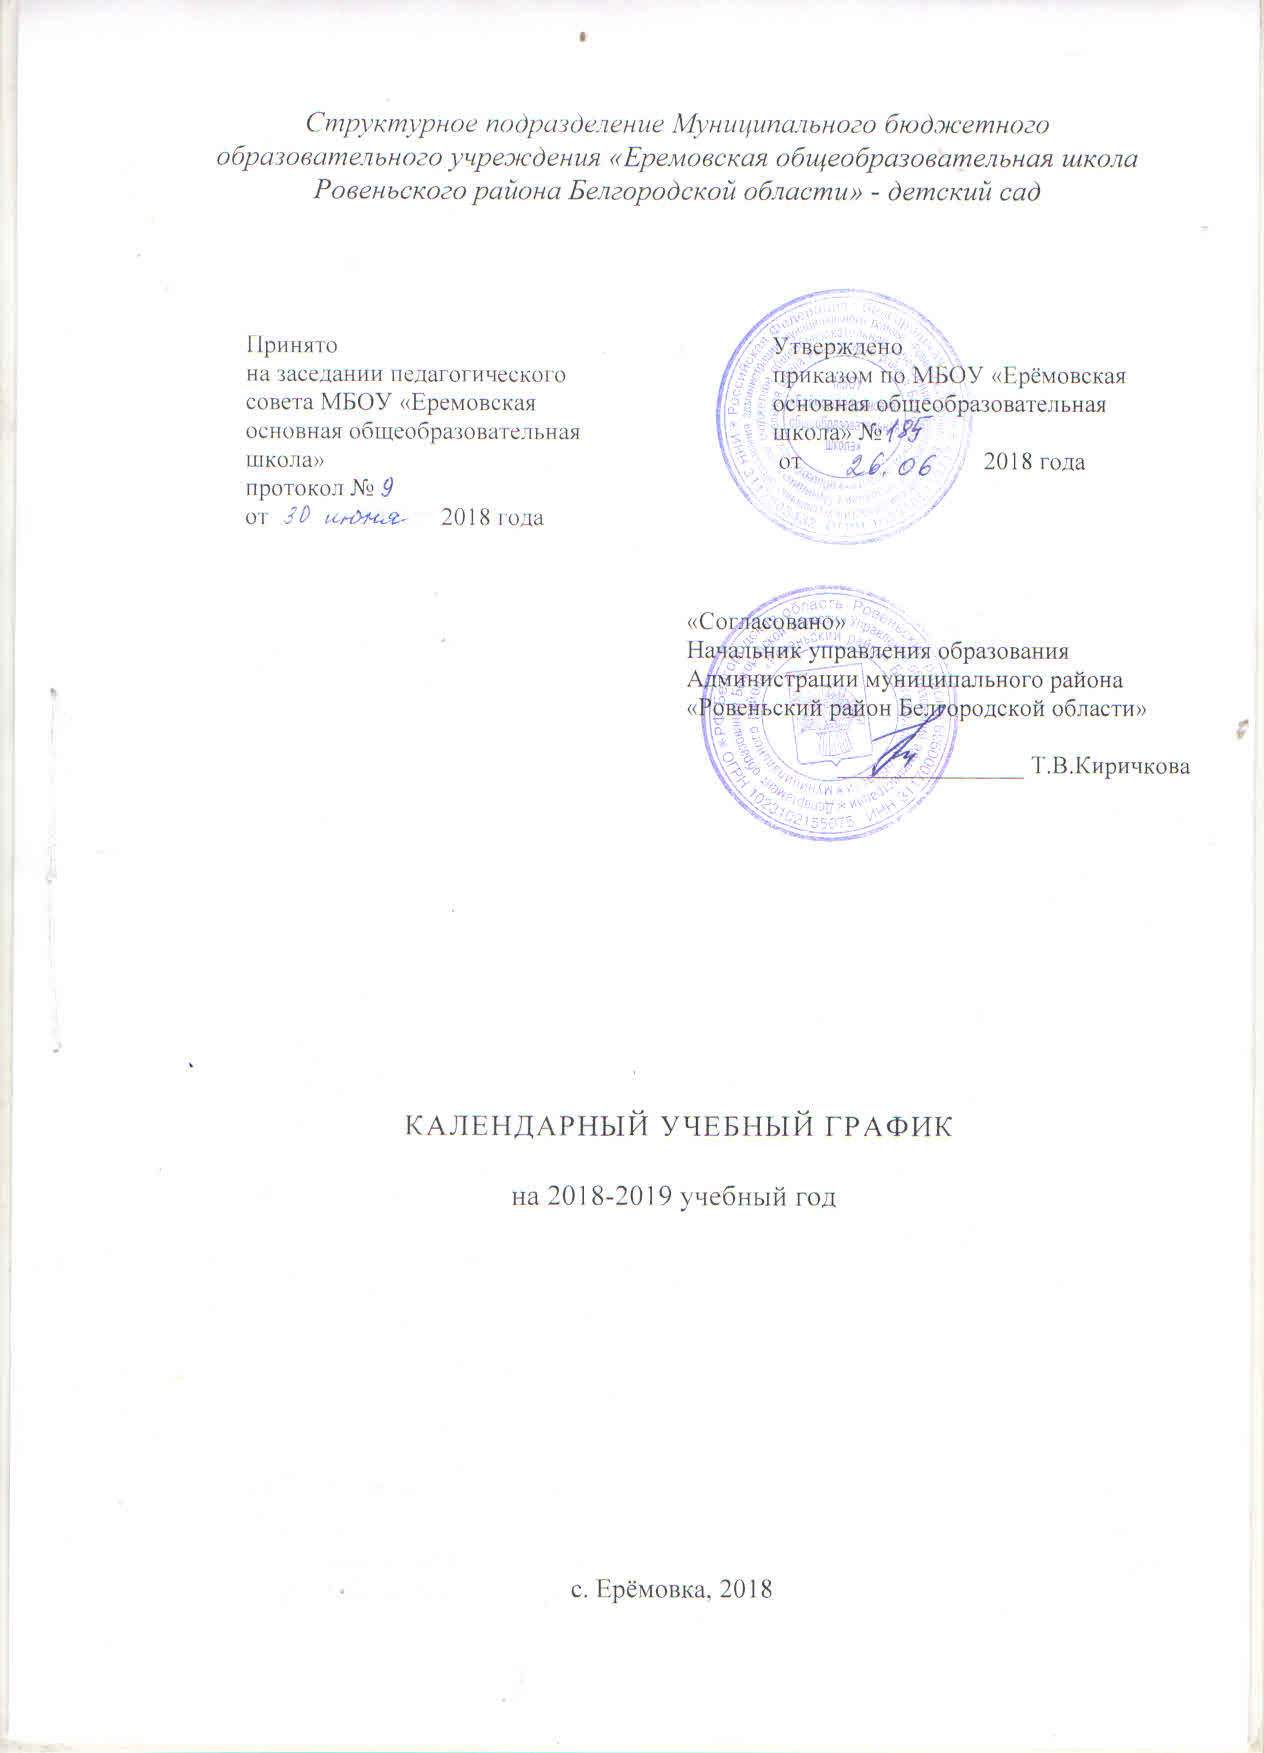 Структурное подразделение Муниципального бюджетного
образовательного учреждения «Еремовская общеобразовательная школа
Ровеньского района Белгородской области» - детский сад
Принято
на заседании педагогического
совета МБОУ «Еремовская
основная общеобразовательная
школа»
протокол № 9
от 30 июня 2018 года
Утверждено
приказом по МБОУ «Ерёмовская
основная общеобразовательная
школа» № 185
от 26.06 2018 года
«Согласовано»
Начальник управления образования
Администрации муниципального района
«Ровеньский район Белгородской области»
Т.В.Киричкова
ОГРН 1023102155075 ИНН
КАЛЕНДАРНЫЙ УЧЕБНЫЙ ГРАФИК
на 2018-2019 учебный год
с. Ерёмовка, 2018